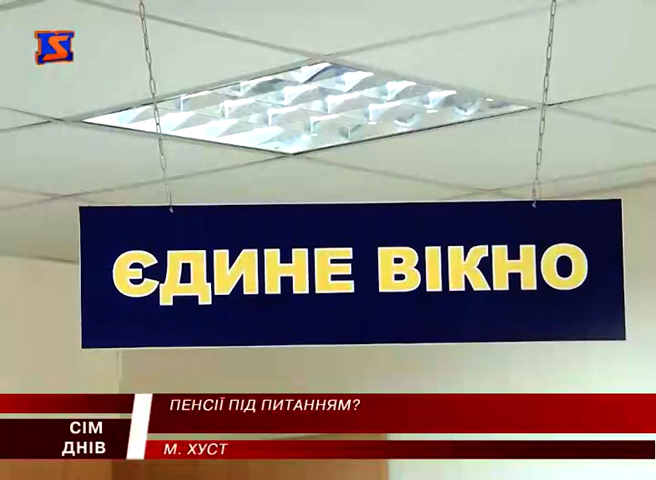 ЄДИНЕ ВІКНО
ПЕНСІЇ ПІД ПИТАННЯМ?
СІМ
ДНІВ
М. ХУСТ